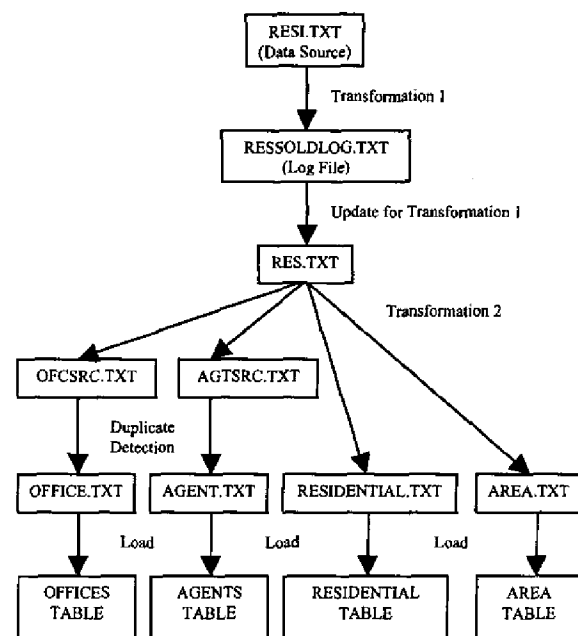 RESI.TXT
(Data Source)
Transformation 1
RESSOLDLOG.TXT
(Log File)
Update for Transformation 1
RES.TXT
Transformation 2
OFCSRC.TXT
AGTSRC.TXT
Duplicate
Detection
OFFICE.TXT
AGENT.TXT
RESIDENTIAL.TXT
AREA.TXT
Load
Load
Load
OFFICES
TABLE
AGENTS
TABLE
RESIDENTIAL
TABLE
AREA
TABLE